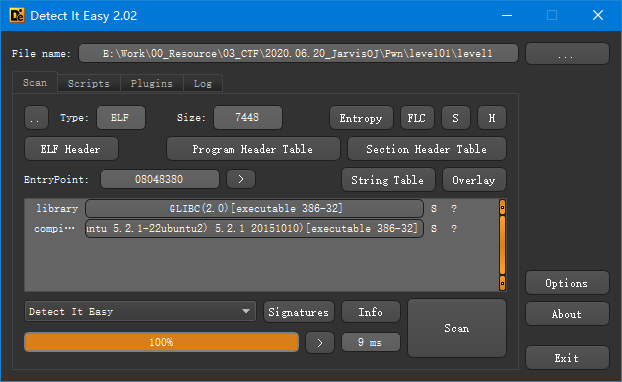 Detect It Easy 2.02
File name: E:\Work\00_Resource\03_CTF\2020.06.20_JarvisOJ\Pwn\level01\level1 ...
Scan Scripts Plugins Log
.. Type: ELF Size: 7448 Entropy FLC S H
ELF Header Program Header Table Section Header Table
EntryPoint: 08048380 > String Table Overlay
library GLIBC(2.0)[executable 386-32] S ?
compi… untu 5.2.1-22ubuntu2) 5.2.1 20151010)[executable 386-32] S ?
Options
Detect It Easy Signatures Info Scan About
100% > 9 ms
Exit